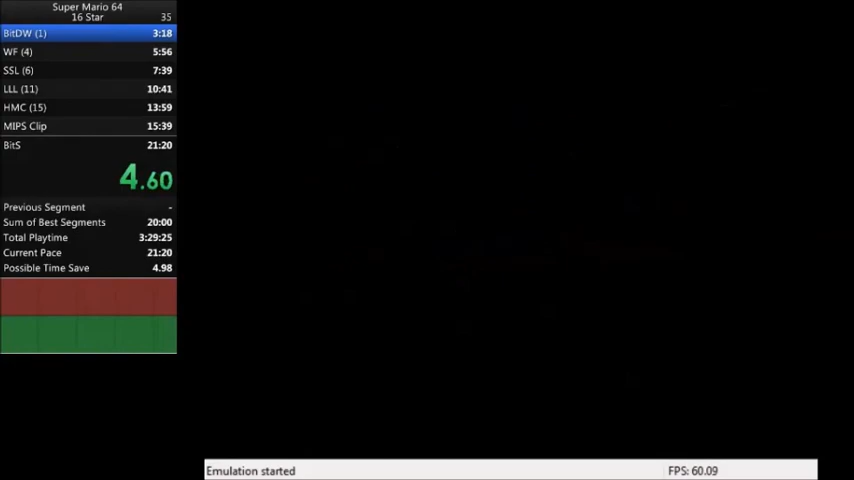 Super Mario 64
16 Star 35
BitDW (1) 3:18
WF (4) 5:56
SSL (6) 7:39
LLL (11) 10:41
HMC (15) 13:59
MIPS Clip 15:39
BitS 21:20
4.60
Previous Segment -
Sum of Best Segments 20:00
Total Playtime 3:29:25
Current Pace 21:20
Possible Time Save 4.98
Emulation started FPS: 60.09